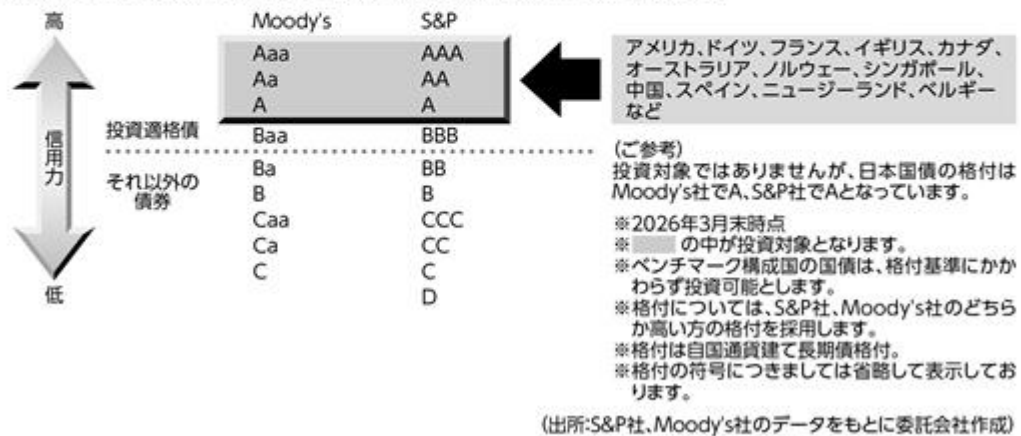 高
Moody's S&P
Aaa AAA
Aa AA
A A
投資適格債 Baa BBB
それ以外の
債券
Ba BB
B B
Caa CCC
Ca CC
C C
D
信用力
低
アメリカ、ドイツ、フランス、イギリス、カナダ、
オーストラリア、ノルウェー、シンガポール、
中国、スペイン、ニュージーランド、ベルギー
など
(ご参考)
投資対象ではありませんが、日本国債の格付は
Moody's社でA、S&P社でAとなっています。
※2026年3月末時点
※ の中が投資対象となります。
※ベンチマーク構成国の国債は、格付基準にかか
わらず投資可能とします。
※格付については、S&P社、Moody's社のどちら
か高い方の格付を採用します。
※格付は自国通貨建て長期債格付。
※格付の符号につきましては省略して表示してお
ります。
(出所:S&P社、Moody's社のデータをもとに委託会社作成)